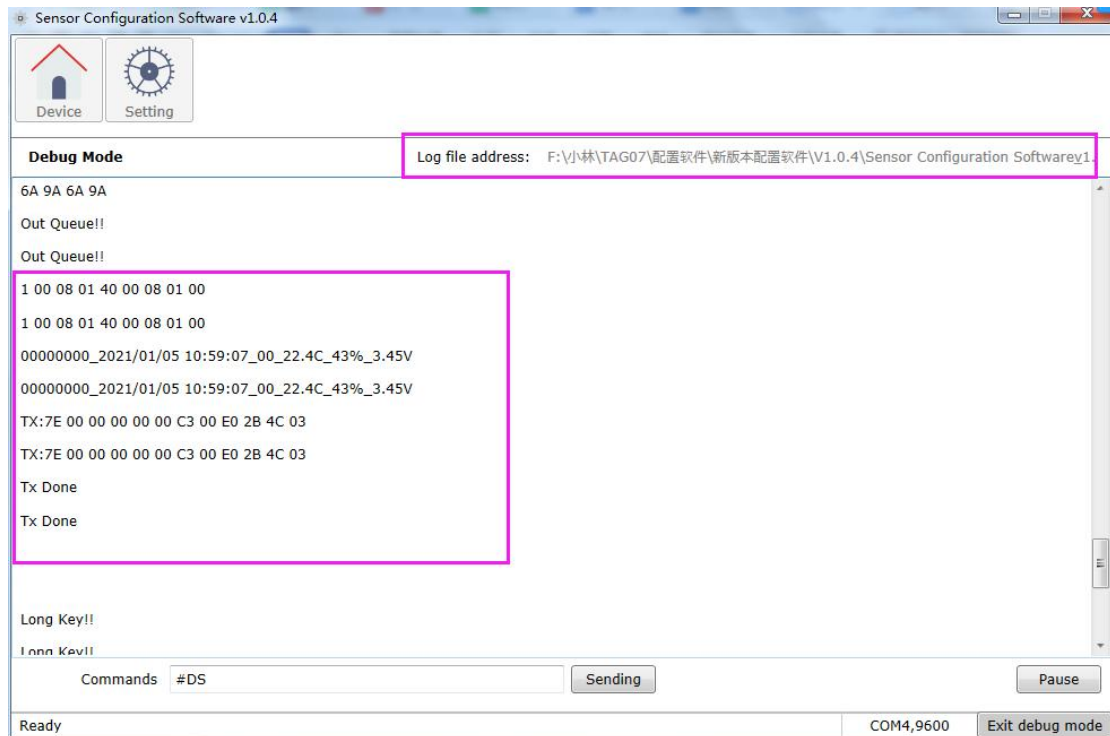 Sensor Configuration Software v1.0.4
Device Setting
Debug Mode
Log file address: F:\小林\TAG07\配置软件\新版本配置软件\V1.0.4\Sensor Configuration Softwarev1.
6A 9A 6A 9A
Out Queue!!
Out Queue!!
1 00 08 01 40 00 08 01 00
1 00 08 01 40 00 08 01 00
00000000_2021/01/05 10:59:07_00_22.4C_43%_3.45V
00000000_2021/01/05 10:59:07_00_22.4C_43%_3.45V
TX:7E 00 00 00 00 00 C3 00 E0 2B 4C 03
TX:7E 00 00 00 00 00 C3 00 E0 2B 4C 03
Tx Done
Tx Done
Long Key!!
Long Key!!
Commands #DS Sending Pause
Ready COM4,9600 Exit debug mode